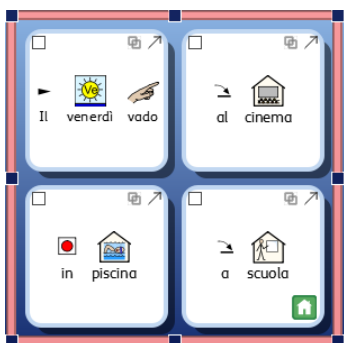 Ve
Il venerdì vado
al cinema
in piscina
a scuola